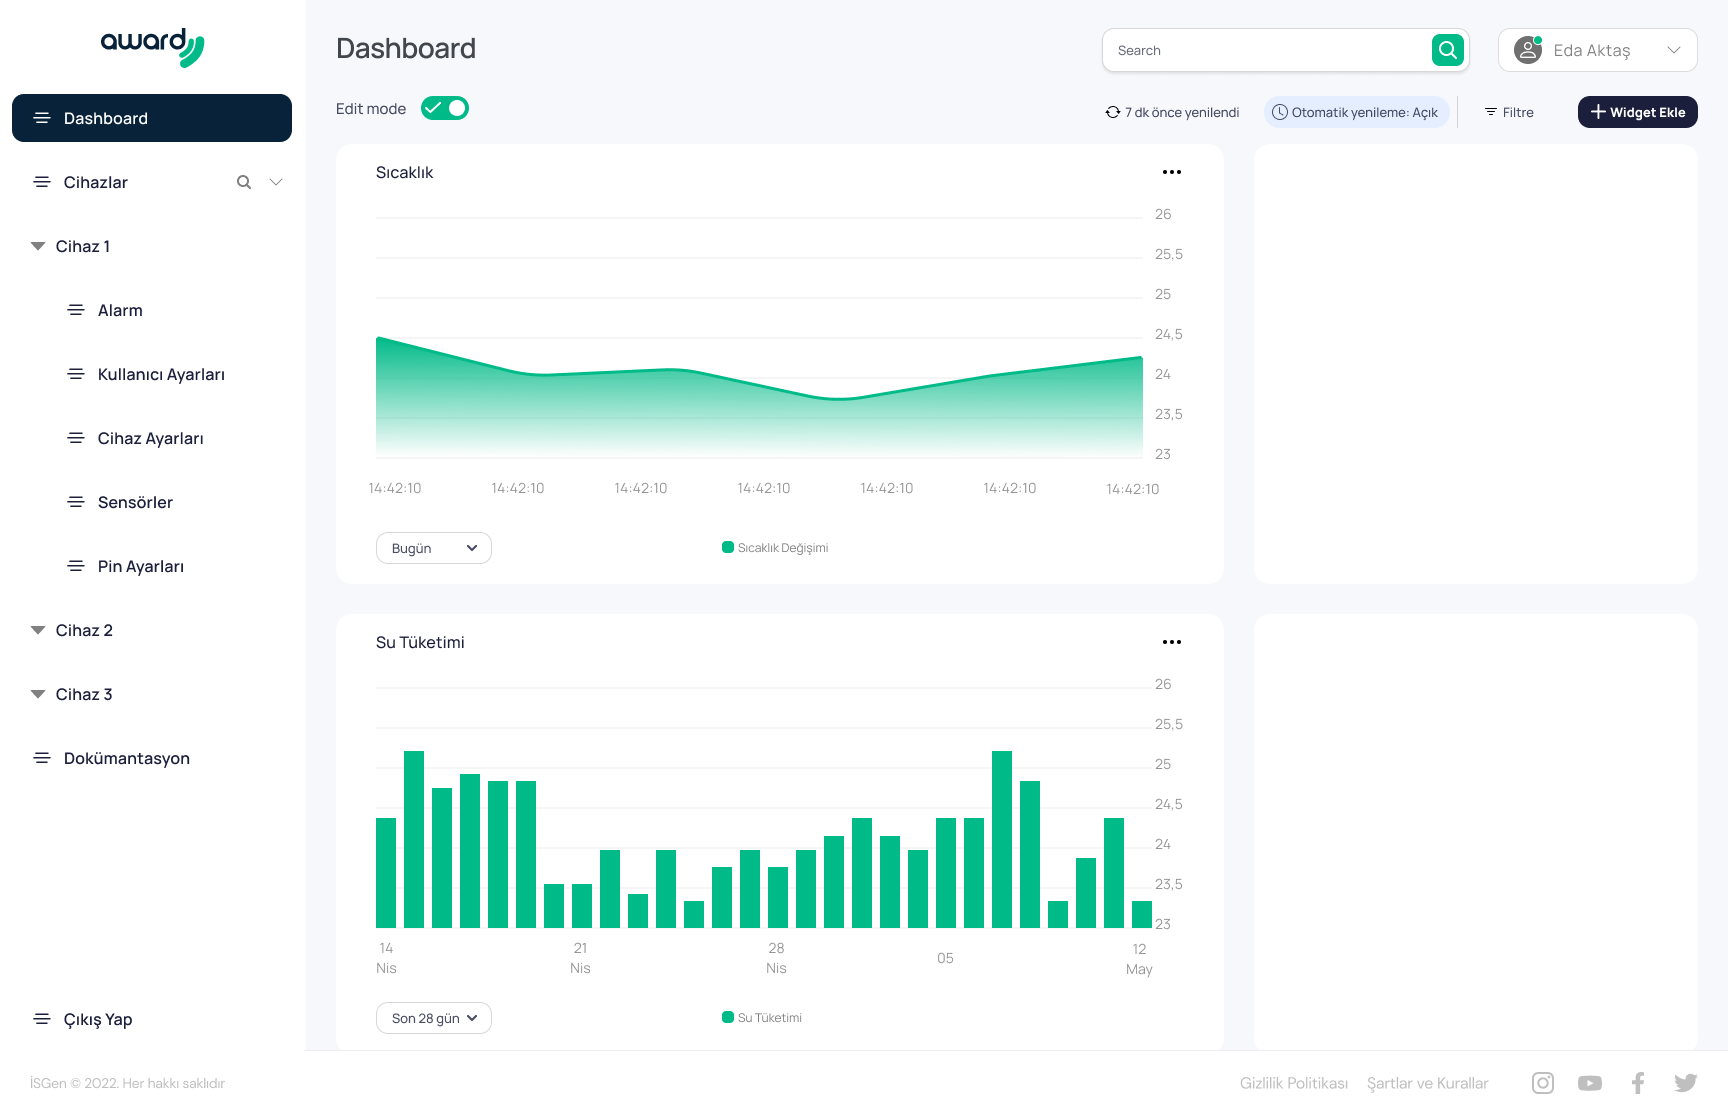 award
Dashboard
Cihazlar
Cihaz 1
Alarm
Kullanıcı Ayarları
Cihaz Ayarları
Sensörler
Pin Ayarları
Cihaz 2
Cihaz 3
Dokümantasyon
Çıkış Yap
Dashboard
Search
Eda Aktaş
Edit mode
7 dk önce yenilendi
Otomatik yenileme: Açık
Filtre
Widget Ekle
Sıcaklık
26
25,5
25
24,5
24
23,5
23
14:42:10 14:42:10 14:42:10 14:42:10 14:42:10 14:42:10 14:42:10
Bugün
Sıcaklık Değişimi
Su Tüketimi
26
25,5
25
24,5
24
23,5
23
14 21 28 05 12
Nis Nis Nis May
Son 28 gün
Su Tüketimi
İSGen © 2022. Her hakkı saklıdır
Gizlilik Politikası Şartlar ve Kurallar